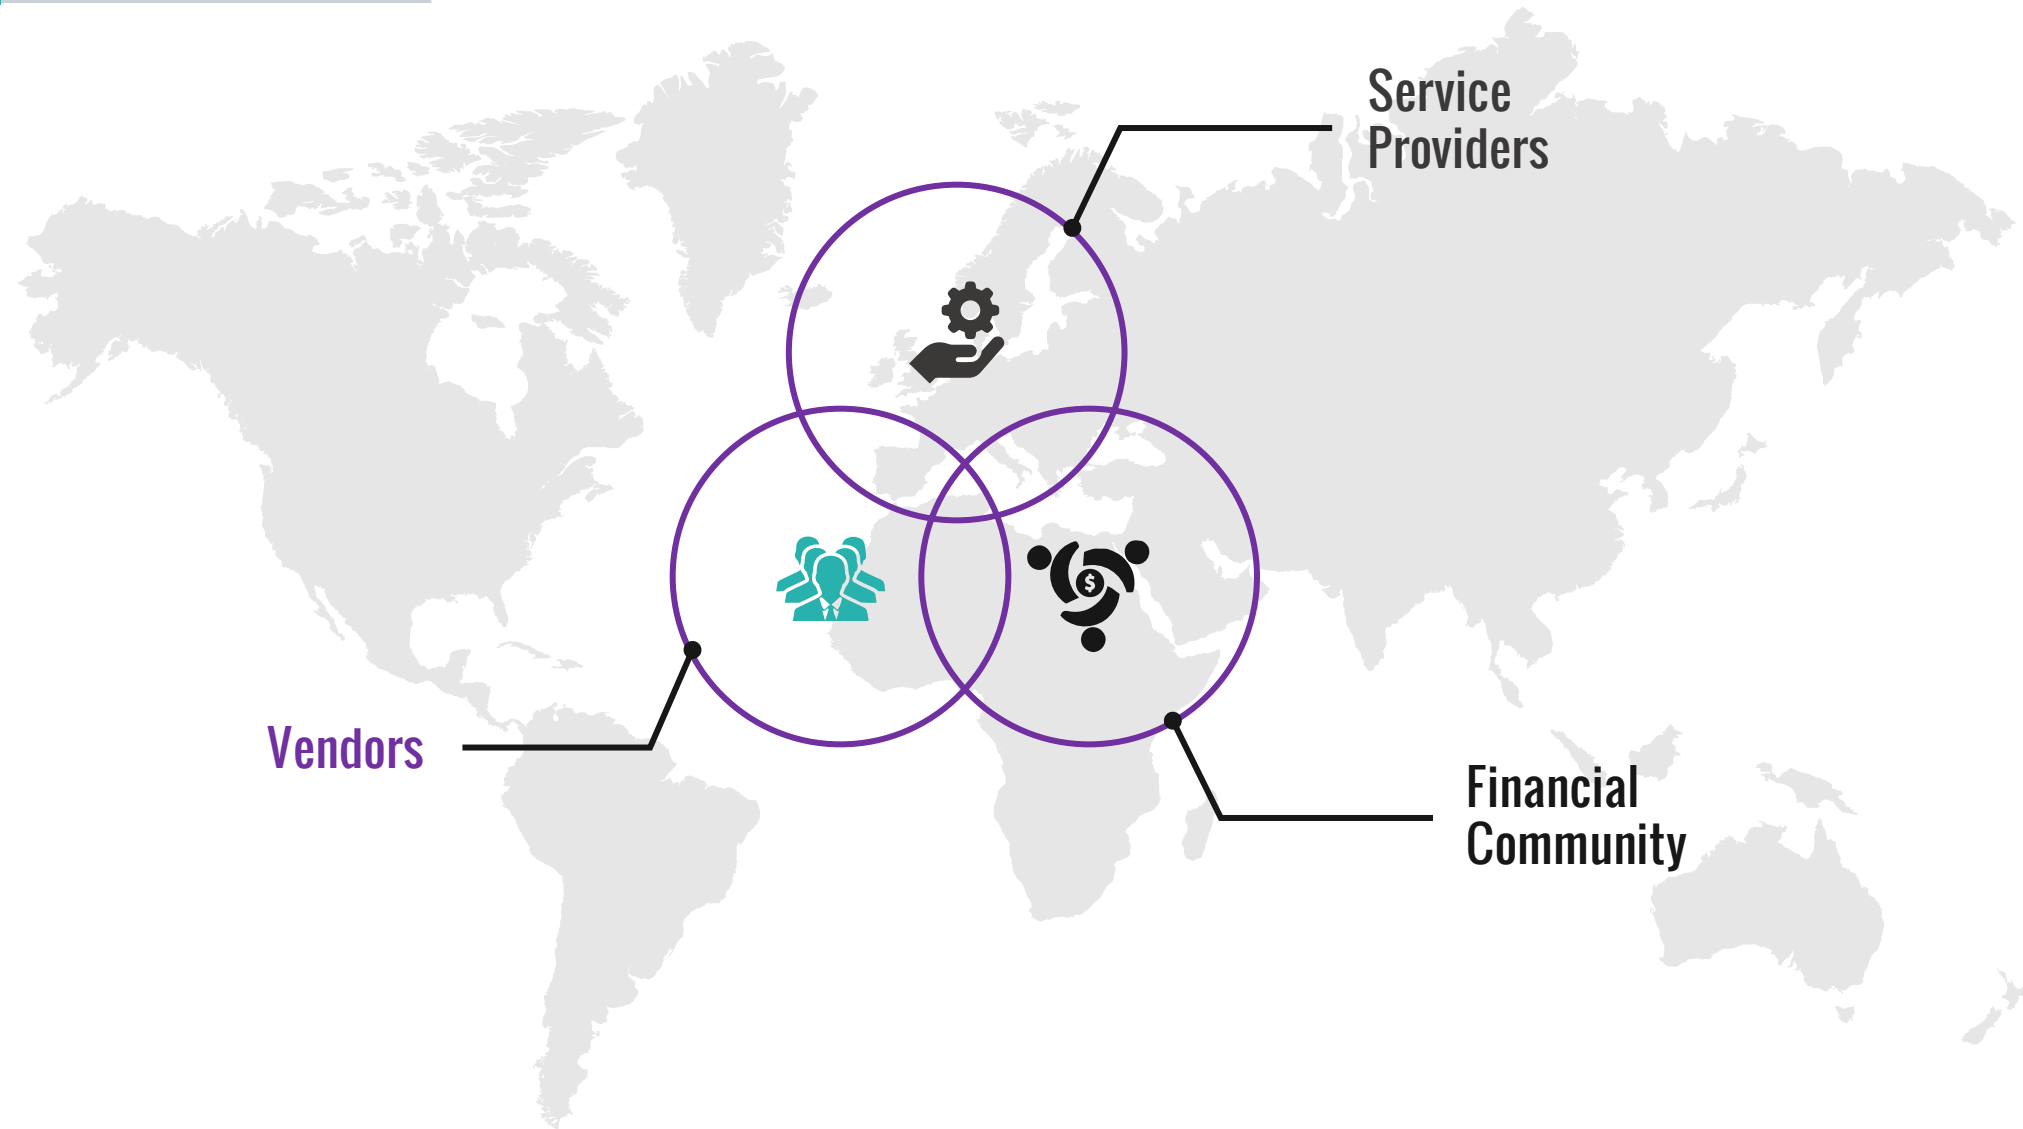 Service
Providers
$
Vendors
Financial
Community